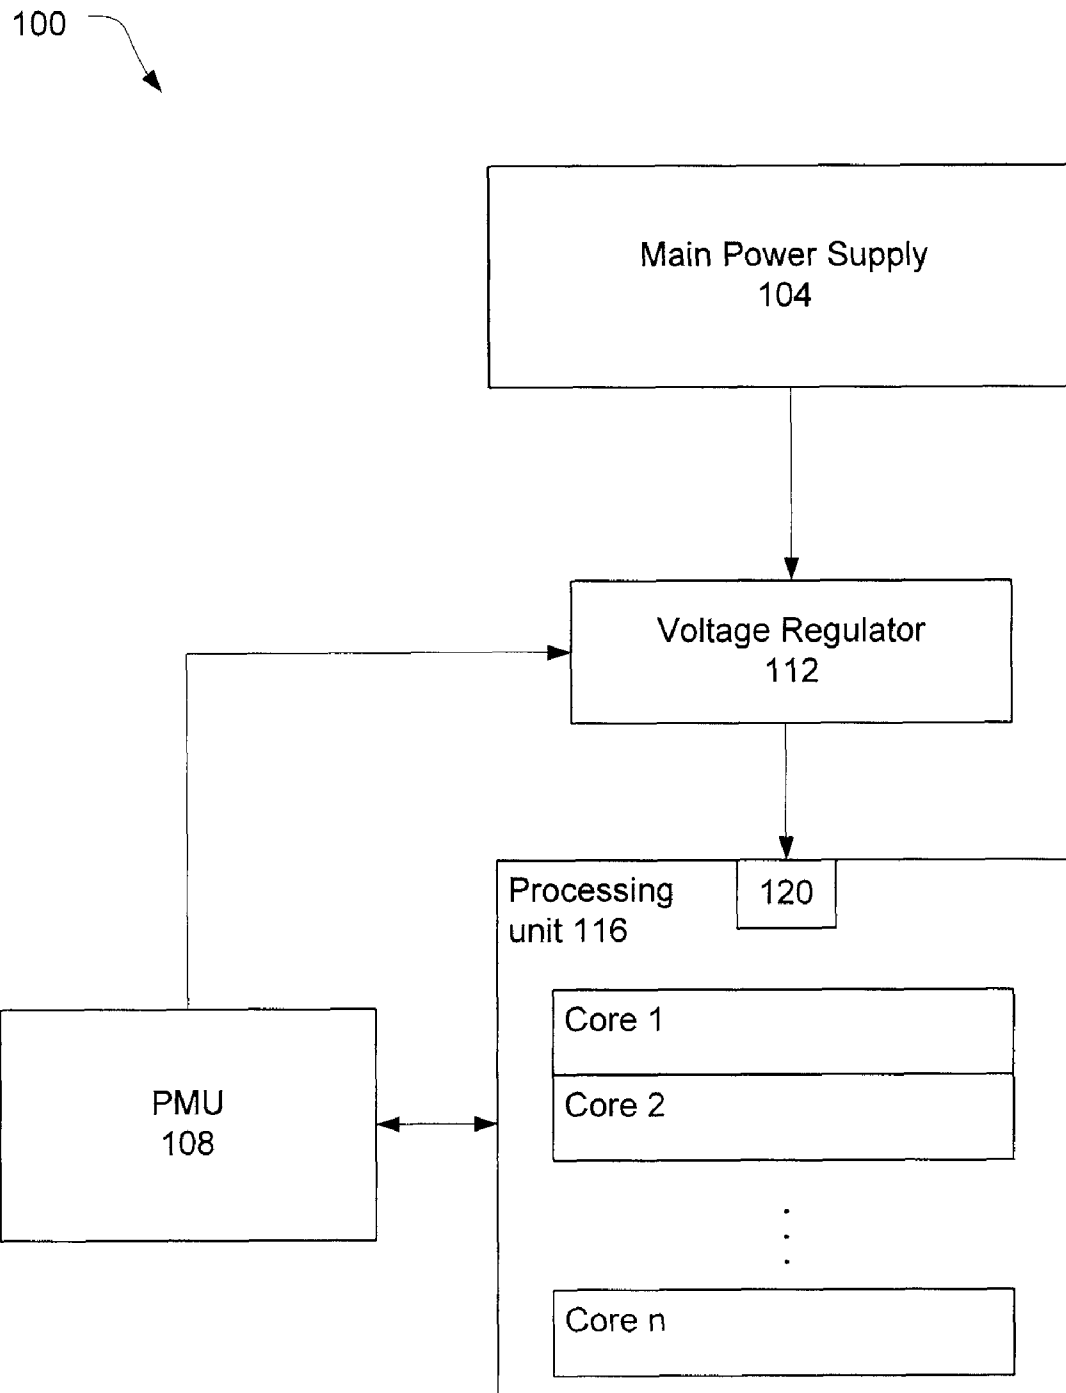 100
Main Power Supply
104
Voltage Regulator
112
Processing
unit 116
120
Core 1
Core 2
PMU
108
Core n